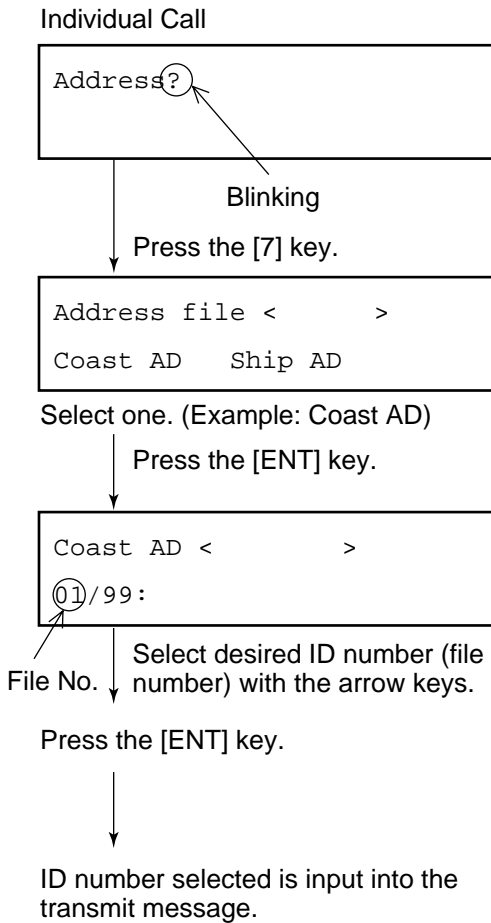 Individual Call
Address?
Blinking
Press the [7] key.
Address file < >
Coast AD Ship AD
Select one. (Example: Coast AD)
Press the [ENT] key.
Coast AD < >
01/99:
File No.
Select desired ID number (file
number) with the arrow keys.
Press the [ENT] key.
ID number selected is input into the
transmit message.